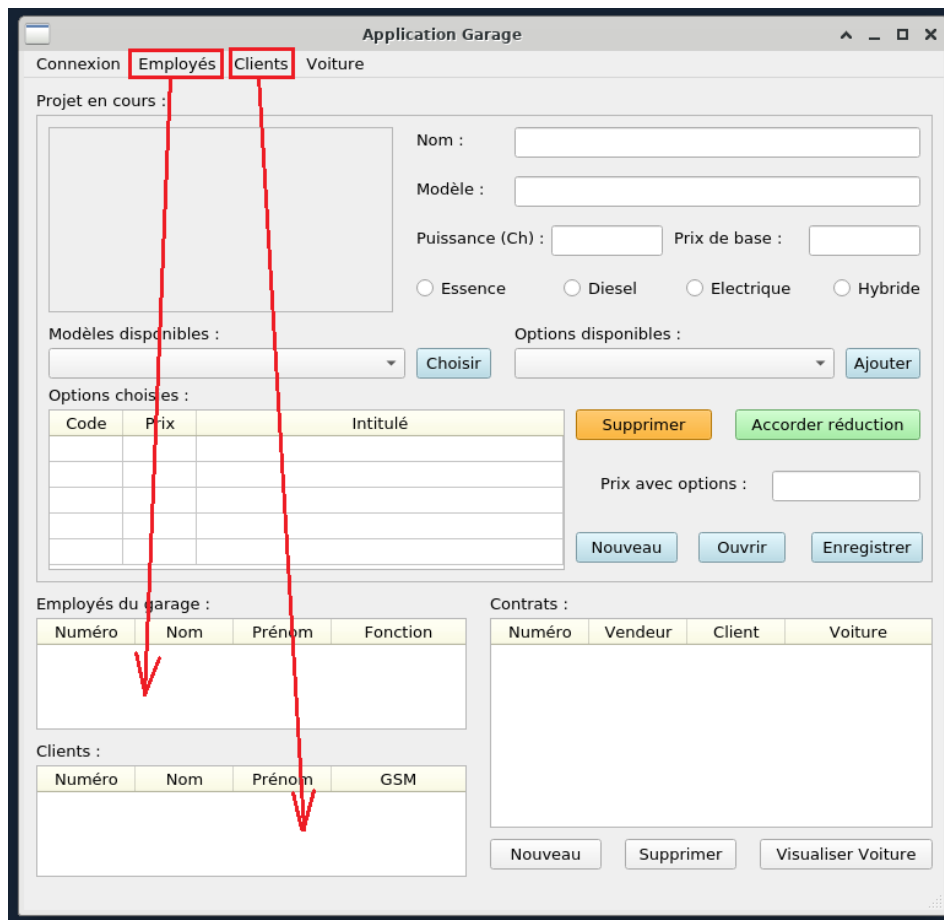 Application Garage
Connexion Employés Clients Voiture
Projet en cours :
Nom :
Modèle :
Puissance (Ch) : Prix de base :
Essence Diesel Electrique Hybride
Modèles disponibles : Options disponibles :
Choisir Ajouter
Options choisies :
Code Prix Intitulé Supprimer Accorder réduction
Prix avec options :
Nouveau Ouvrir Enregistrer
Employés du garage : Contrats :
Numéro Nom Prénom Fonction Numéro Vendeur Client Voiture
Clients :
Numéro Nom Prénom GSM
Nouveau Supprimer Visualiser Voiture